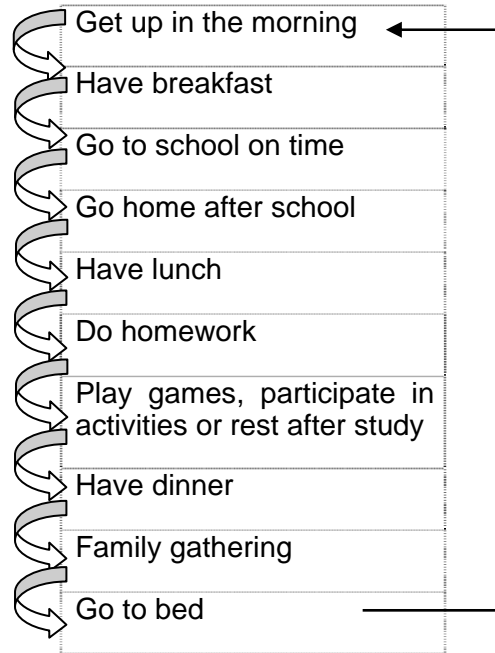 Get up in the morning
Have breakfast
Go to school on time
Go home after school
Have lunch
Do homework
Play games, participate in
activities or rest after study
Have dinner
Family gathering
Go to bed